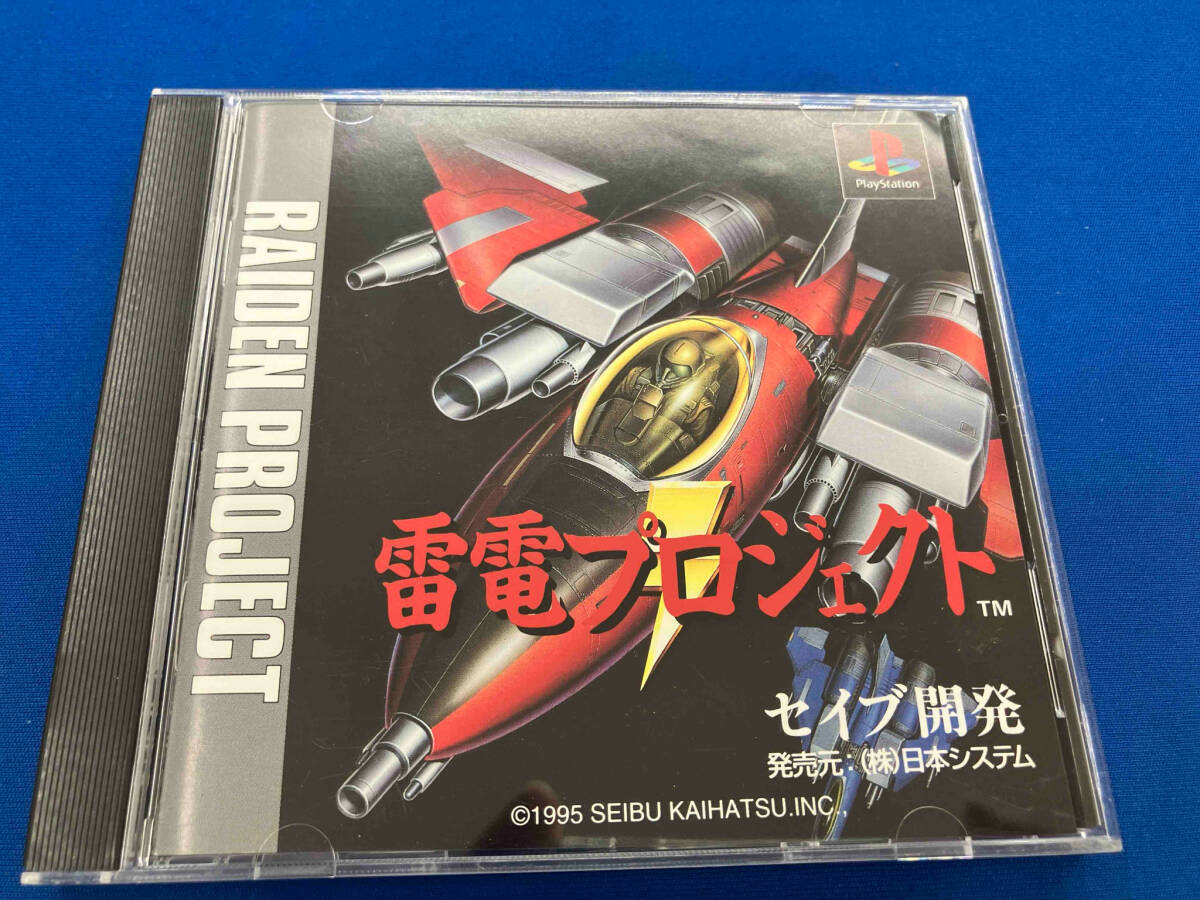 RAIDEN PROJECT
PlayStation
雷電プロジェクト TM
セイブ開発
発売元:(株)日本システム
©1995 SEIBU KAIHATSU.INC.,